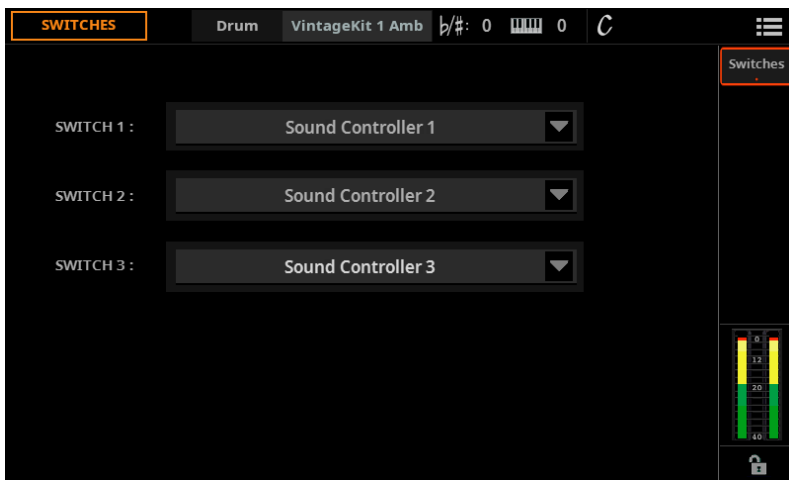 SWITCHES Drum VintageKit 1 Amb ♭/#: 0 0 C
Switches
SWITCH 1 : Sound Controller 1
SWITCH 2 : Sound Controller 2
SWITCH 3 : Sound Controller 3
0
12
20
40